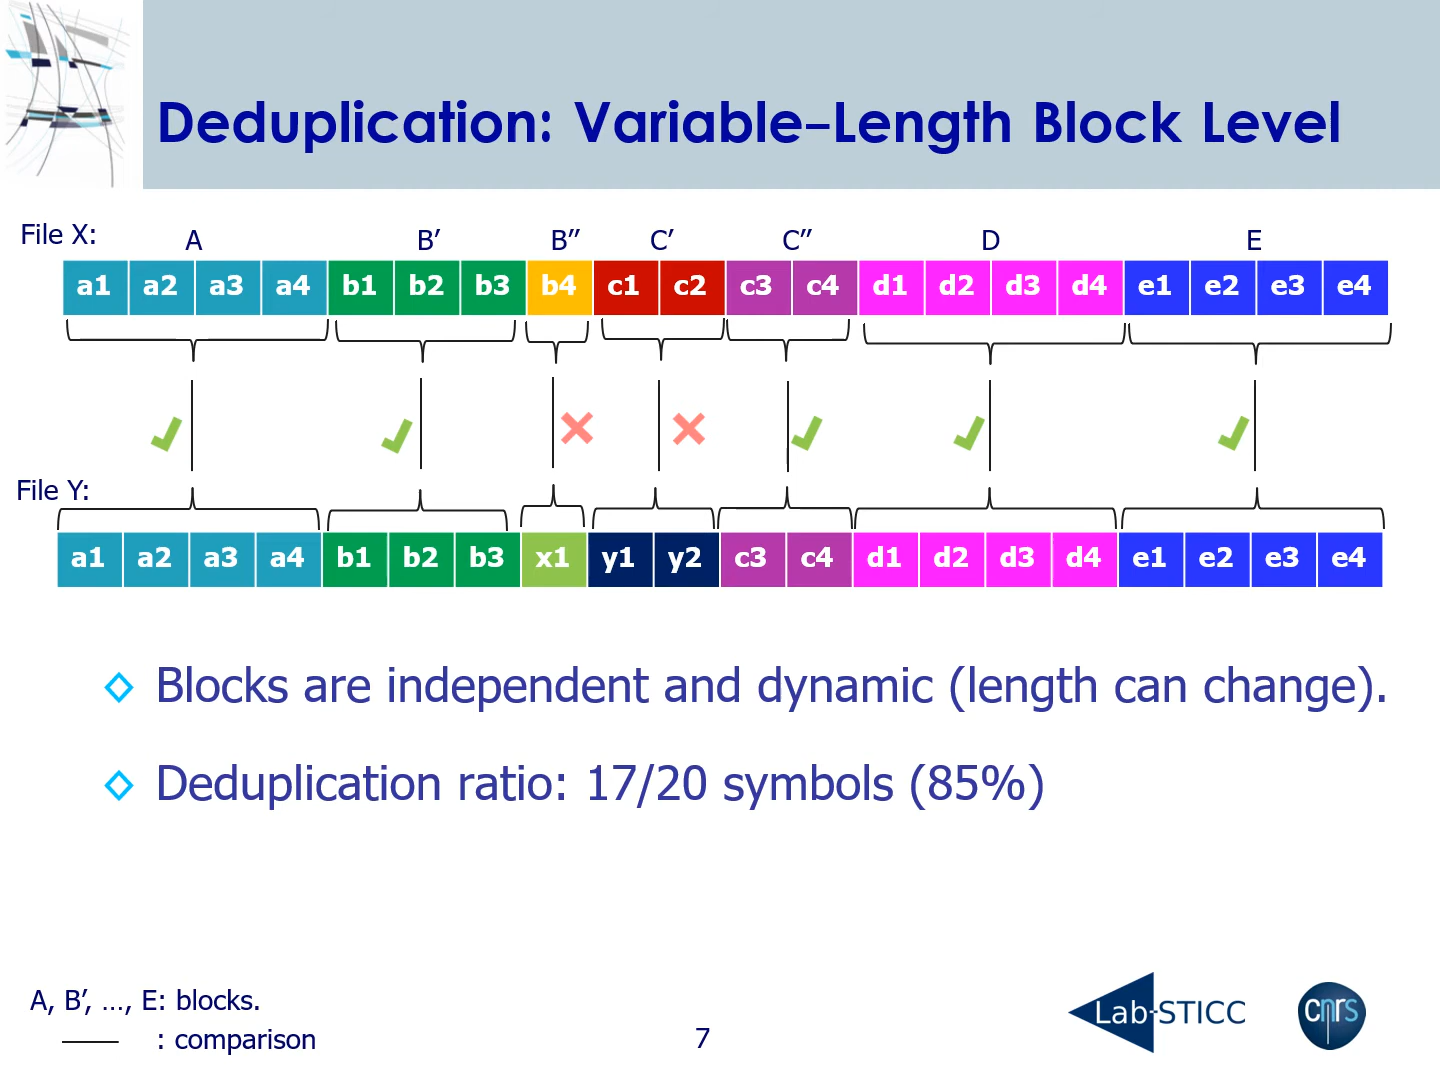 Deduplication: Variable–Length Block Level
File X:
A B’ B’’ C’ C’’ D E
a1 a2 a3 a4 b1 b2 b3 b4 c1 c2 c3 c4 d1 d2 d3 d4 e1 e2 e3 e4
File Y:
a1 a2 a3 a4 b1 b2 b3 x1 y1 y2 c3 c4 d1 d2 d3 d4 e1 e2 e3 e4
Blocks are independent and dynamic (length can change).
Deduplication ratio: 17/20 symbols (85%)
A, B’, …, E: blocks.
: comparison
7
Lab-STICC
cnrs